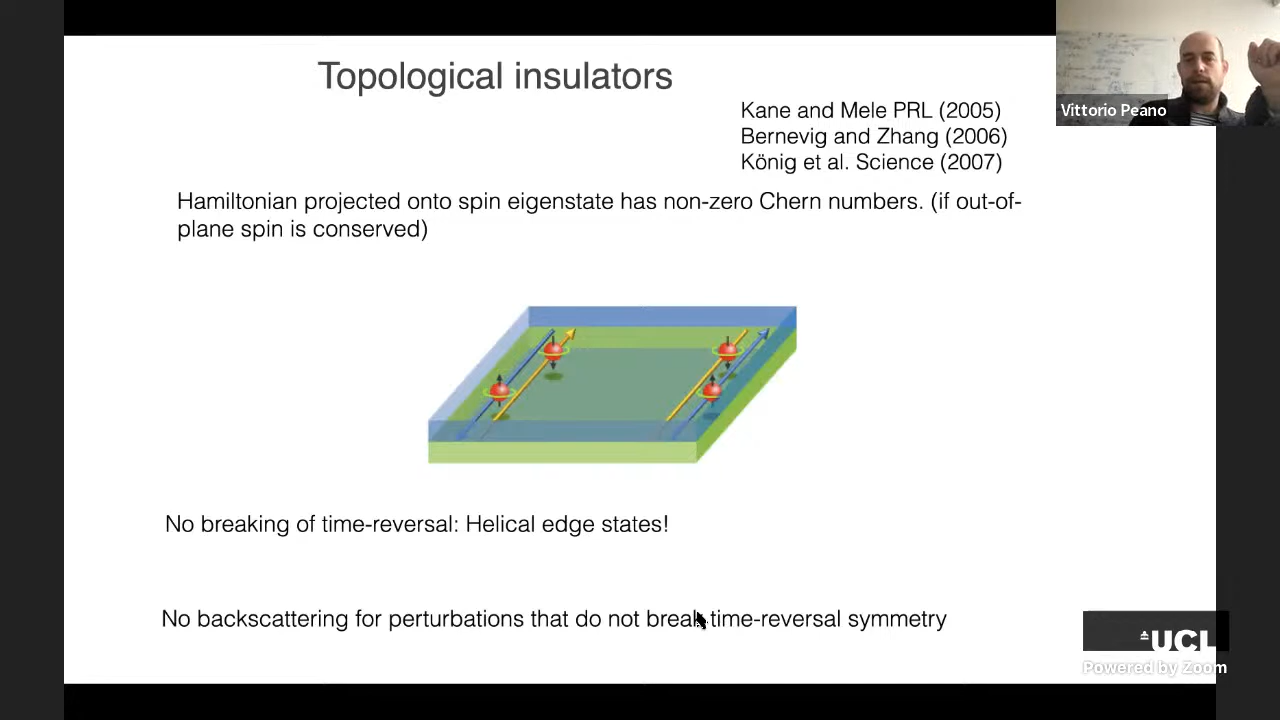 Topological insulators
Kane and Mele PRL (2005)
Bernevig and Zhang (2006)
König et al. Science (2007)
Vittorio Peano
Hamiltonian projected onto spin eigenstate has non-zero Chern numbers. (if out-of-
plane spin is conserved)
No breaking of time-reversal: Helical edge states!
No backscattering for perturbations that do not break time-reversal symmetry
UCL
Powered by Zoom